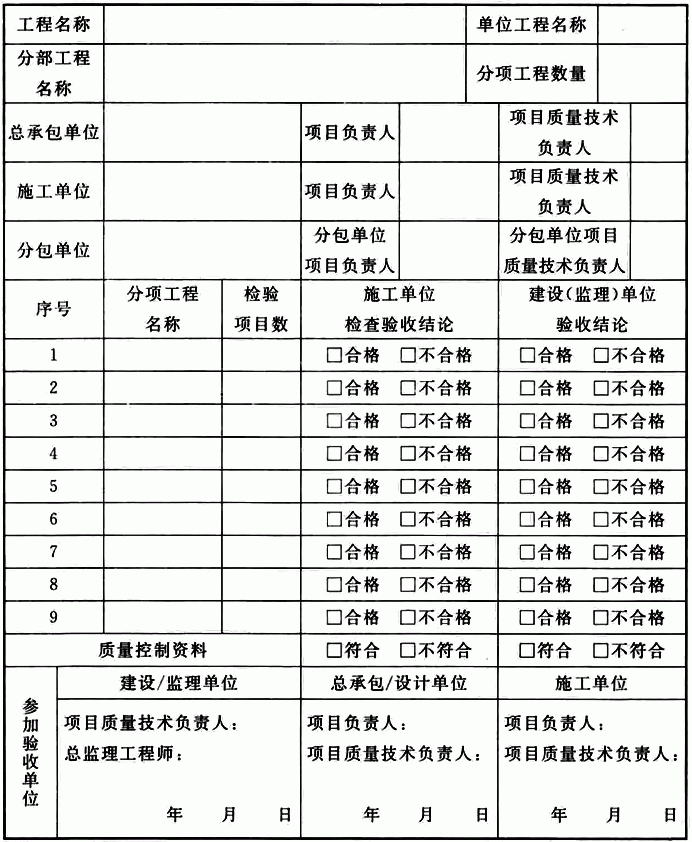 工程名称 单位工程名称
分部工程
名称
分项工程数量
总承包单位 项目负责人 项目质量技术
负责人
施工单位 项目负责人 项目质量技术
负责人
分包单位 分包单位
项目负责人
分包单位项目
质量技术负责人
序号 分项工程
名称
检验
项目数
施工单位
检查验收结论
建设(监理)单位
验收结论
1 □合格 □不合格 □合格 □不合格
2 □合格 □不合格 □合格 □不合格
3 □合格 □不合格 □合格 □不合格
4 □合格 □不合格 □合格 □不合格
5 □合格 □不合格 □合格 □不合格
6 □合格 □不合格 □合格 □不合格
7 □合格 □不合格 □合格 □不合格
8 □合格 □不合格 □合格 □不合格
9 □合格 □不合格 □合格 □不合格
质量控制资料 □符合 □不符合 □符合 □不符合
参加验收单位
建设/监理单位 总承包/设计单位 施工单位
项目质量技术负责人: 项目负责人: 项目负责人:
总监理工程师: 项目质量技术负责人: 项目质量技术负责人:
年 月 日 年 月 日 年 月 日